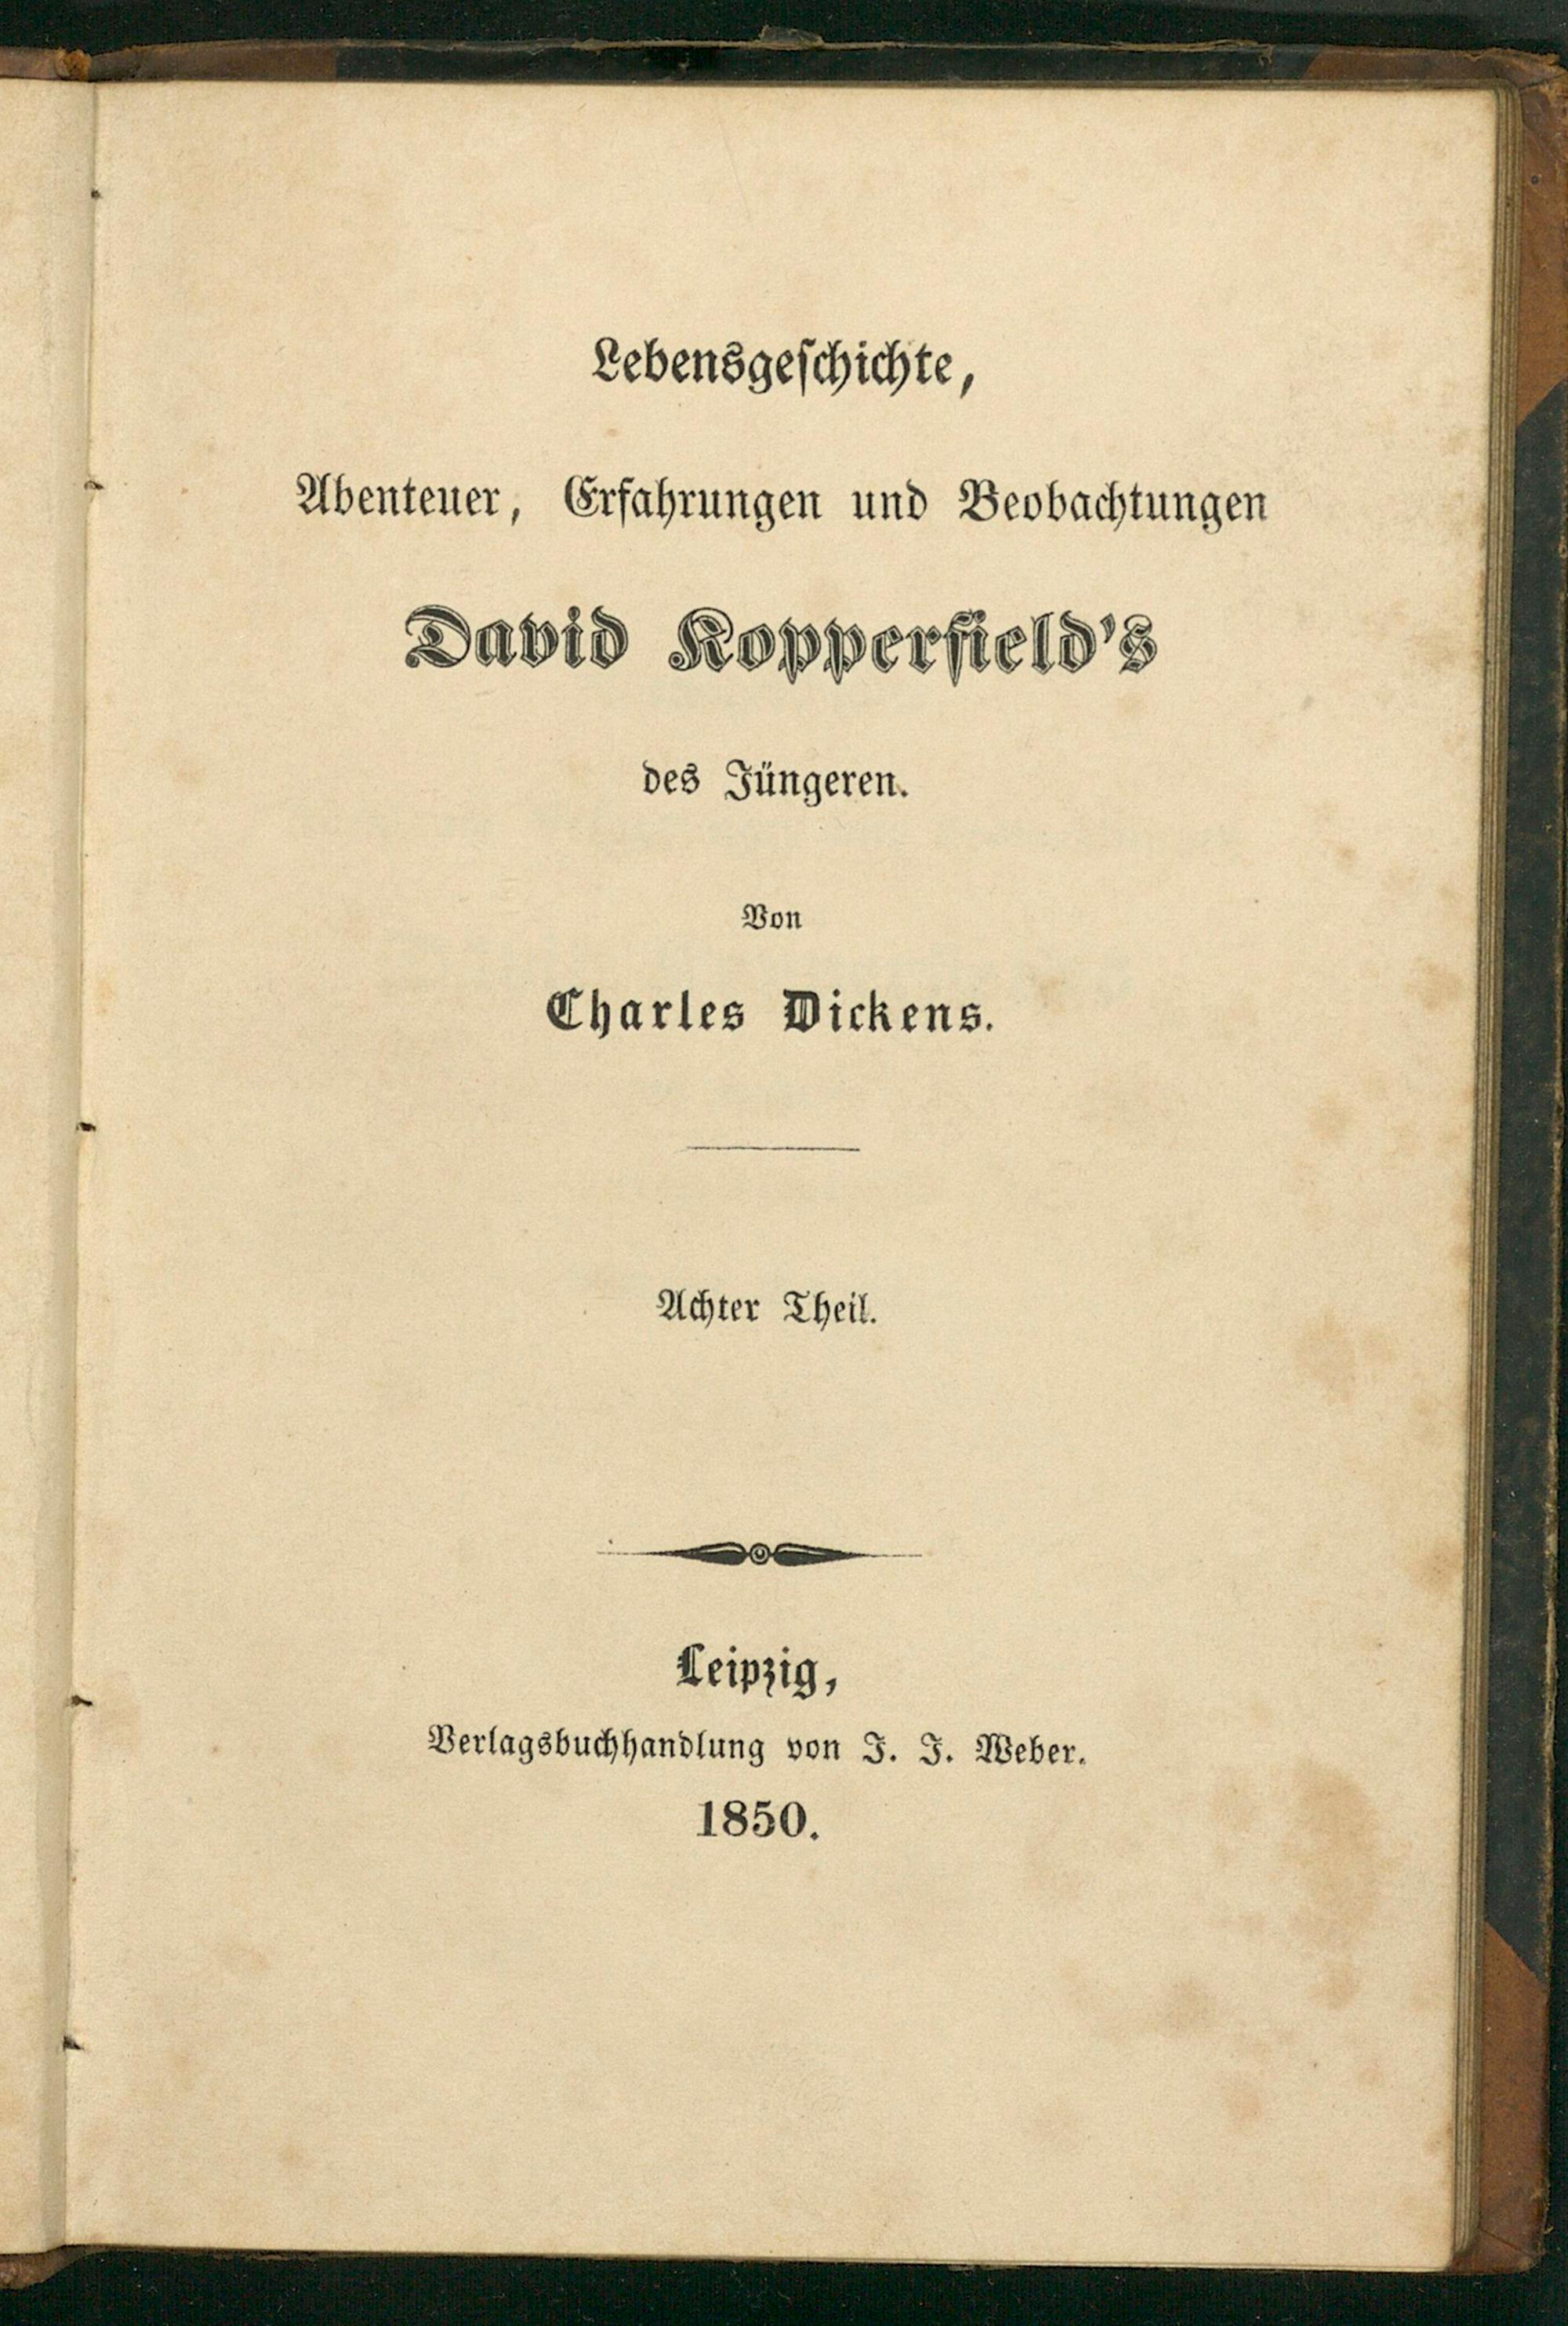 Lebensgeschichte,
Abenteuer, Erfahrungen und Beobachtungen
David Kopperfield's
des Jüngeren.
Von
Charles Dickens.
Achter Theil.
Leipzig,
Verlagsbuchhandlung von J. J. Weber.
1850.